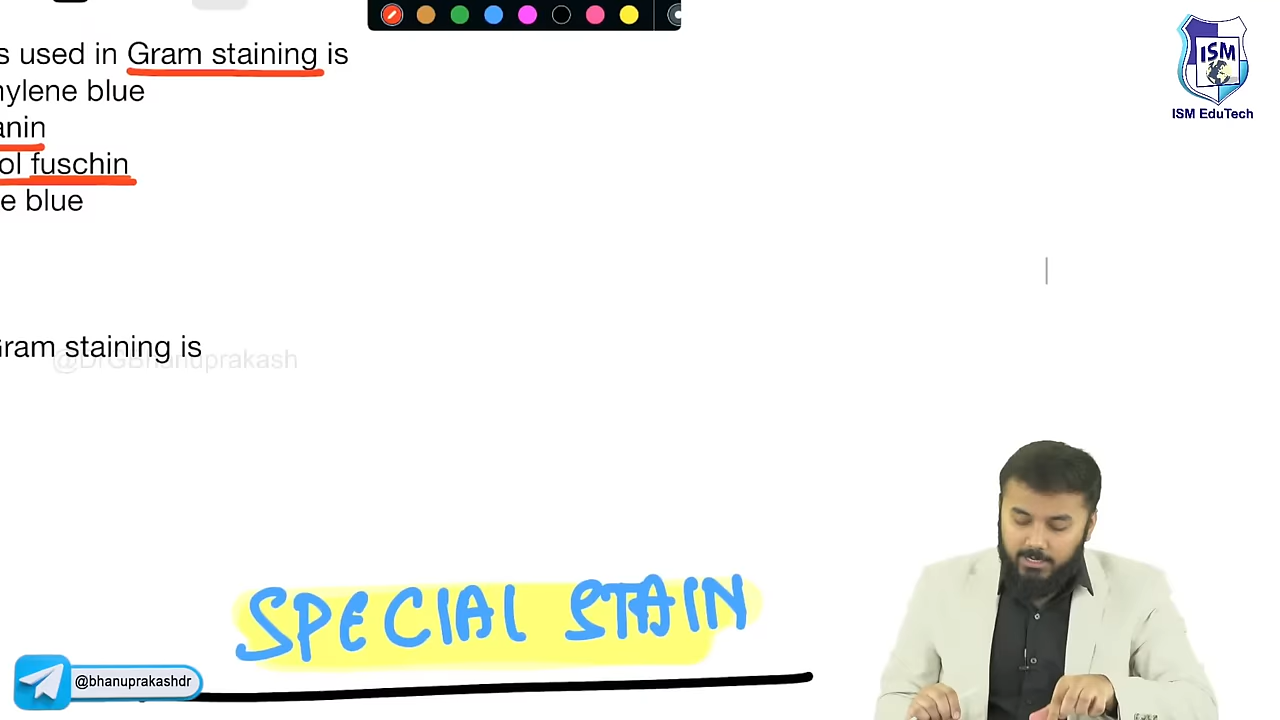 s used in Gram staining is
hylene blue
anin
ol fuschin
e blue
ISM
ISM EduTech
Gram staining is
@DrGBhanuprakash
SPECIAL STAIN
@bhanuprakashdr